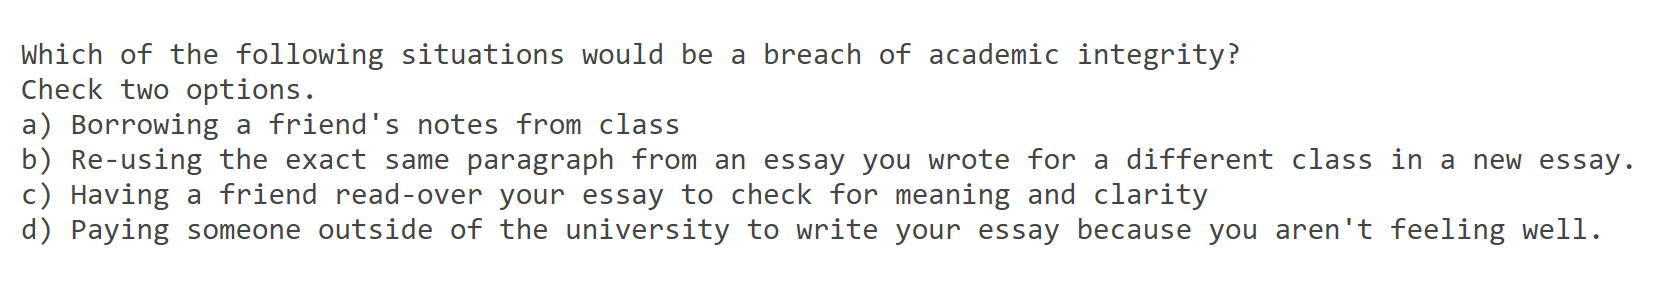 Which of the following situations would be a breach of academic integrity?
Check two options.
a) Borrowing a friend's notes from class
b) Re-using the exact same paragraph from an essay you wrote for a different class in a new essay.
c) Having a friend read-over your essay to check for meaning and clarity
d) Paying someone outside of the university to write your essay because you aren't feeling well.